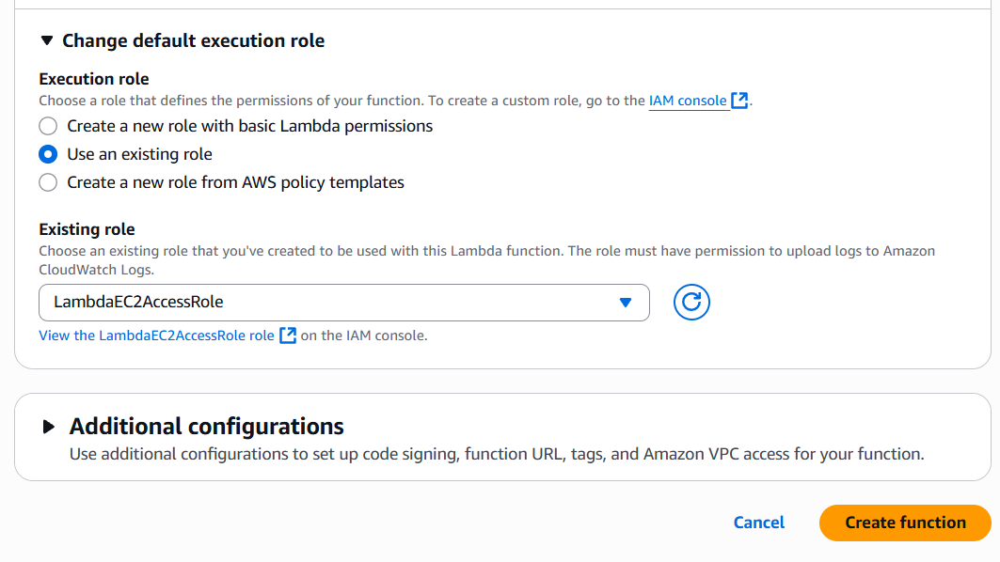 Change default execution role
Execution role
Choose a role that defines the permissions of your function. To create a custom role, go to the IAM console.
Create a new role with basic Lambda permissions
Use an existing role
Create a new role from AWS policy templates
Existing role
Choose an existing role that you've created to be used with this Lambda function. The role must have permission to upload logs to Amazon
CloudWatch Logs.
LambdaEC2AccessRole
View the LambdaEC2AccessRole role on the IAM console.
Additional configurations
Use additional configurations to set up code signing, function URL, tags, and Amazon VPC access for your function.
Cancel Create function